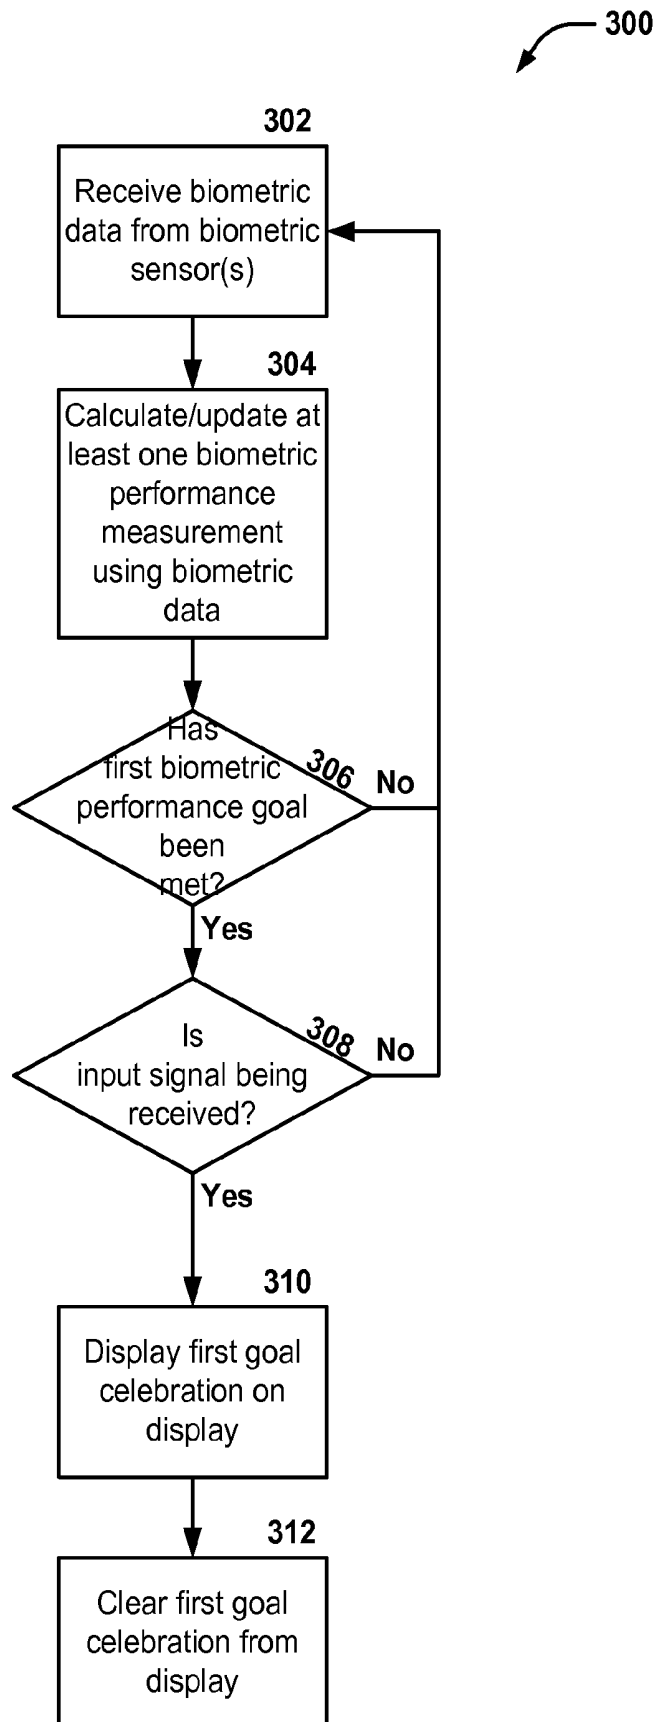 300
302
Receive biometric
data from biometric
sensor(s)
304
Calculate/update at
least one biometric
performance
measurement
using biometric
data
Has
first biometric
performance goal
been
met?
306
No
Yes
Is
input signal being
received?
308
No
Yes
310
Display first goal
celebration on
display
312
Clear first goal
celebration from
display